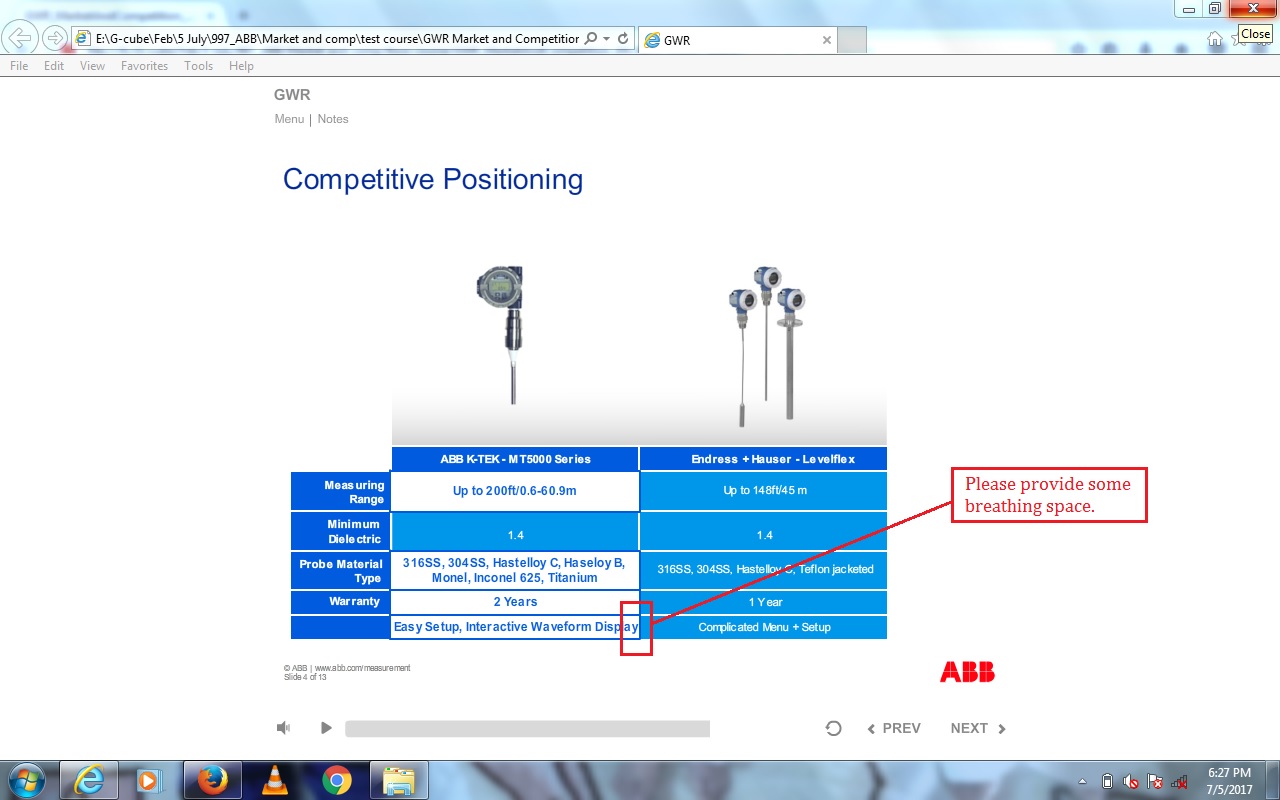 E:\G-cube\Feb\5 July\997_ABB\Market and comp\test course\GWR Market and Competition
GWR
Close
File Edit View Favorites Tools Help
GWR
Menu | Notes
Competitive Positioning
ABB K-TEK - MT5000 Series
Endress + Hauser - Levelflex
Measuring
Range
Up to 200ft/0.6-60.9m
Up to 148ft/45 m
Please provide some
breathing space.
Minimum
Dielectric
1.4
1.4
Probe Material
Type
316SS, 304SS, Hastelloy C, Haseloy B,
Monel, Inconel 625, Titanium
316SS, 304SS, Hastelloy C, Teflon jacketed
Warranty
2 Years
1 Year
Easy Setup, Interactive Waveform Display
Complicated Menu + Setup
© ABB | www.abb.com/measurement
Slide 4 of 13
ABB
PREV
NEXT
6:27 PM
7/5/2017